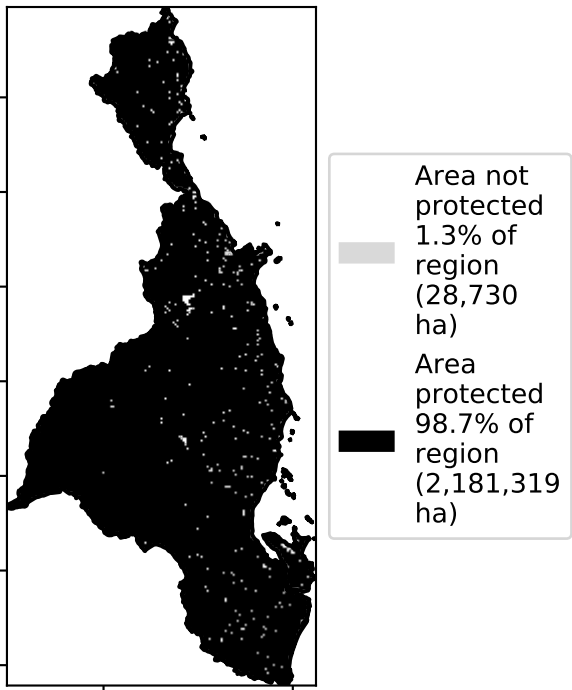 Area not
protected
1.3% of
region
(28,730
ha)
Area
protected
98.7% of
region
(2,181,319
ha)